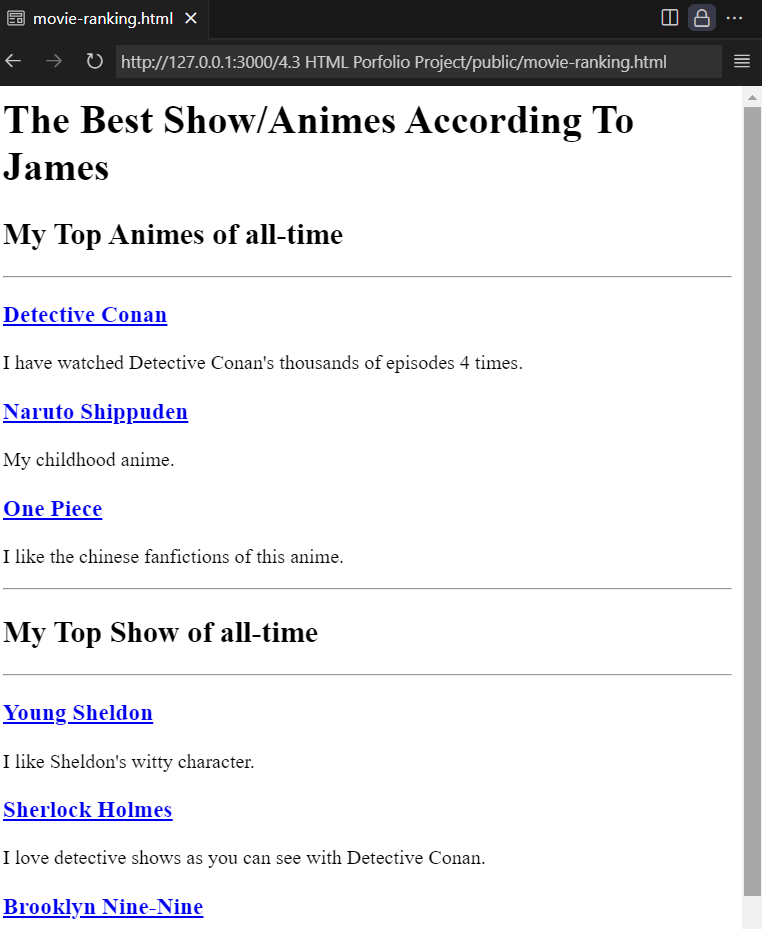 movie-ranking.html
http://127.0.0.1:3000/4.3 HTML Porfolio Project/public/movie-ranking.html
The Best Show/Animes According To
James
My Top Animes of all-time
Detective Conan
I have watched Detective Conan's thousands of episodes 4 times.
Naruto Shippuden
My childhood anime.
One Piece
I like the chinese fanfictions of this anime.
My Top Show of all-time
Young Sheldon
I like Sheldon's witty character.
Sherlock Holmes
I love detective shows as you can see with Detective Conan.
Brooklyn Nine-Nine